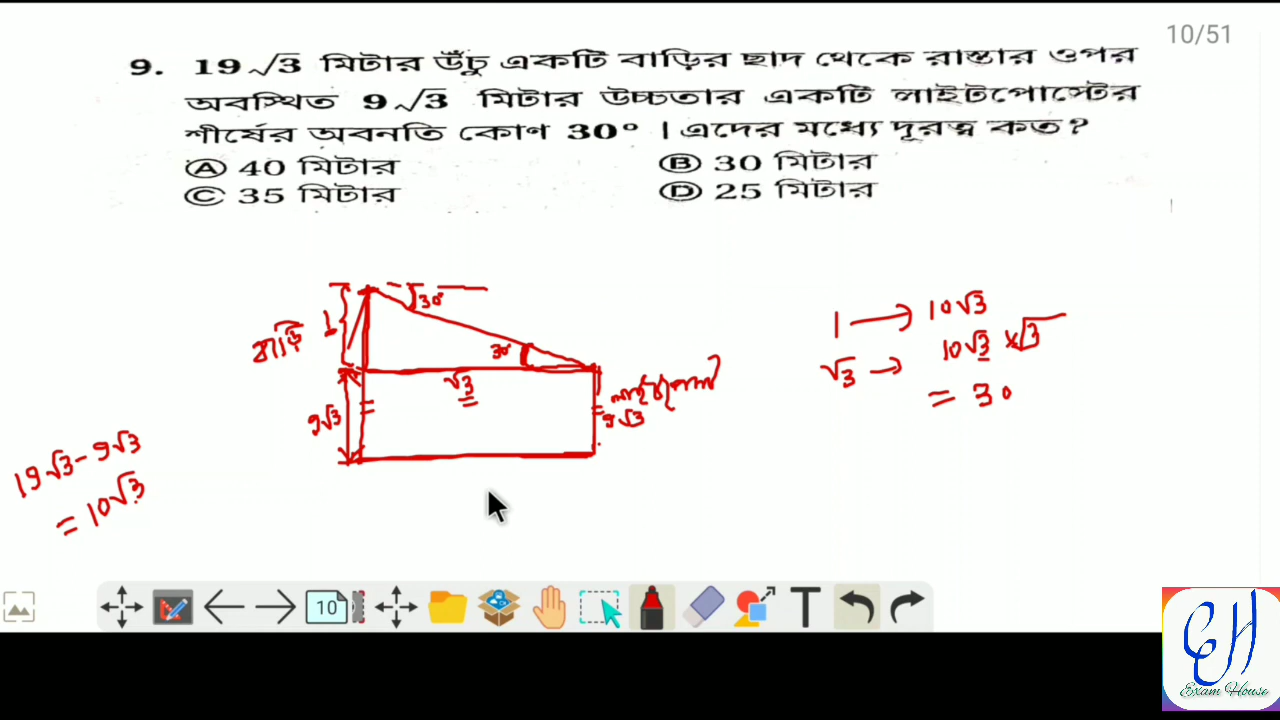 10/51
9. 19√3 মিটার উঁচু একটি বাড়ির ছাদ থেকে রাস্তার ওপর
অবস্থিত 9√3 মিটার উচ্চতার একটি লাইটপোস্টের
শীর্ষের অবনতি কোণ 30° । এদের মধ্যে দূরত্ব কত?
Ⓐ 40 মিটার Ⓑ 30 মিটার
Ⓒ 35 মিটার Ⓓ 25 মিটার
30°
বাড়ি 1
30°
√3
9√3
9√3
19√3 - 9√3
= 10√3
1 → 10√3
√3 → 10√3 × √3
= 30
10
T
EH
Exam House